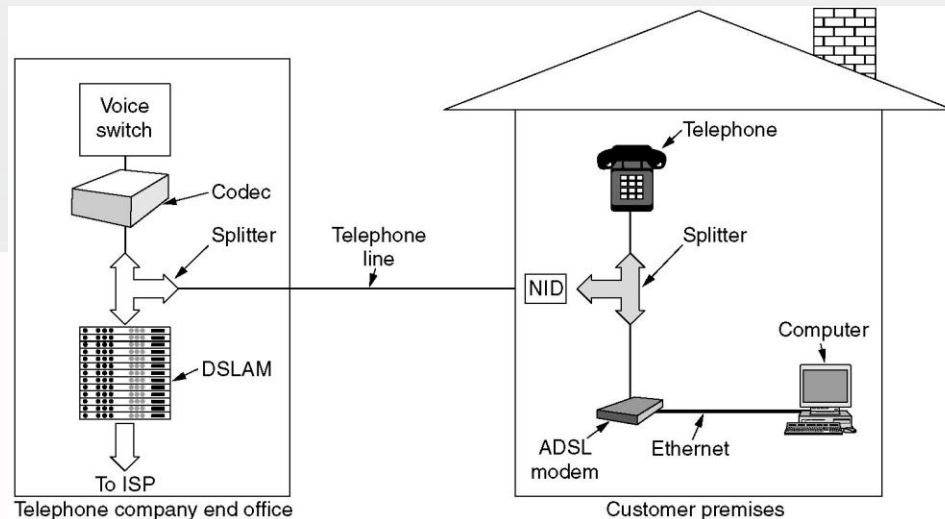 Voice
switch
Codec
Splitter
DSLAM
To ISP
Telephone company end office
Telephone
line
Telephone
Splitter
NID
Computer
ADSL
modem
Ethernet
Customer premises